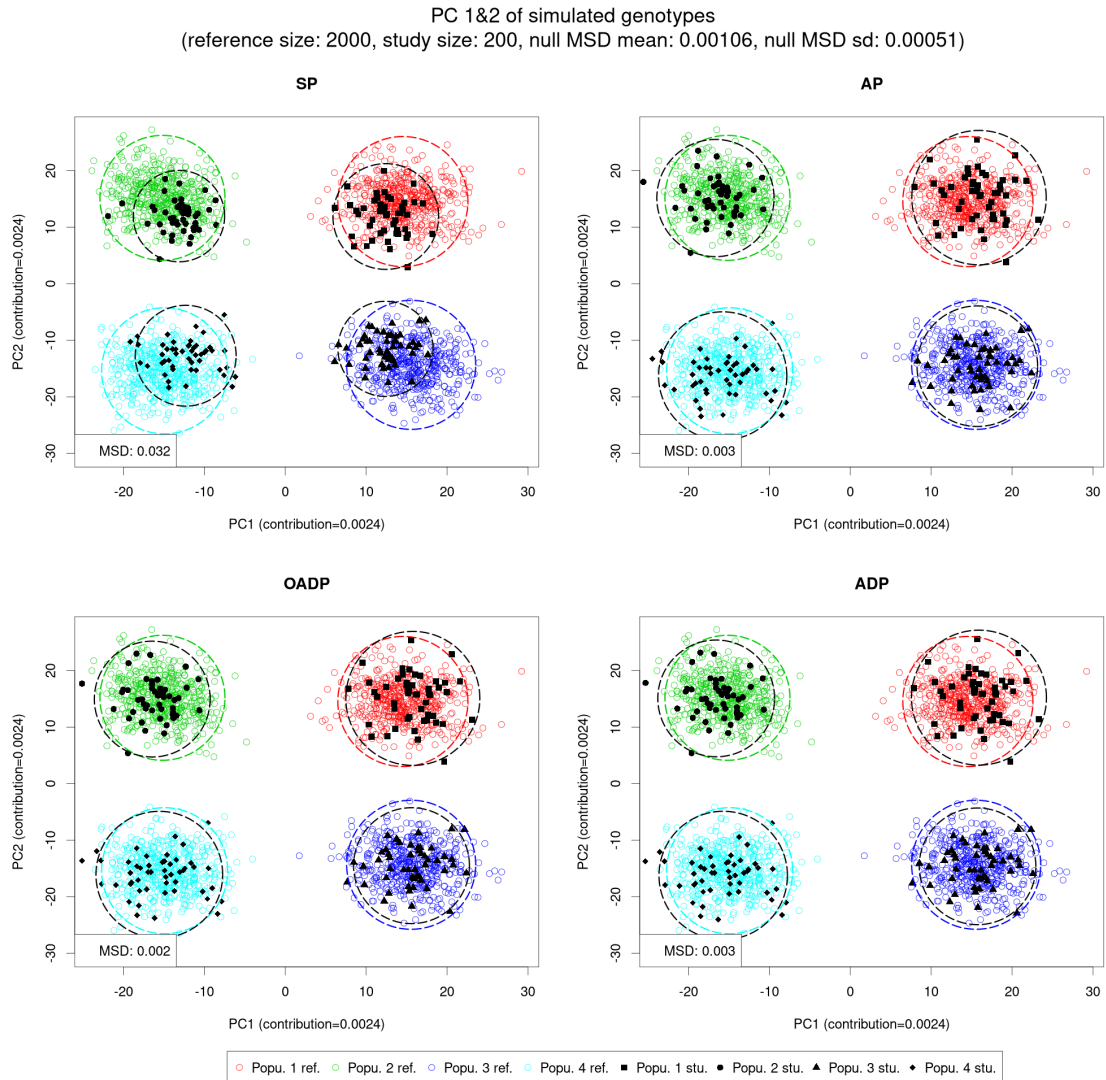 PC 1&2 of simulated genotypes
(reference size: 2000, study size: 200, null MSD mean: 0.00106, null MSD sd: 0.00051)
SP
PC2 (contribution=0.0024)
20
10
0
-10
-20
-30
MSD: 0.032
-20 -10 0 10 20 30
PC1 (contribution=0.0024)
AP
PC2 (contribution=0.0024)
20
10
0
-10
-20
-30
MSD: 0.003
-20 -10 0 10 20 30
PC1 (contribution=0.0024)
OADP
PC2 (contribution=0.0024)
20
10
0
-10
-20
-30
MSD: 0.002
-20 -10 0 10 20 30
PC1 (contribution=0.0024)
ADP
PC2 (contribution=0.0024)
20
10
0
-10
-20
-30
MSD: 0.003
-20 -10 0 10 20 30
PC1 (contribution=0.0024)
Popu. 1 ref. Popu. 2 ref. Popu. 3 ref. Popu. 4 ref. Popu. 1 stu. Popu. 2 stu. Popu. 3 stu. Popu. 4 stu.